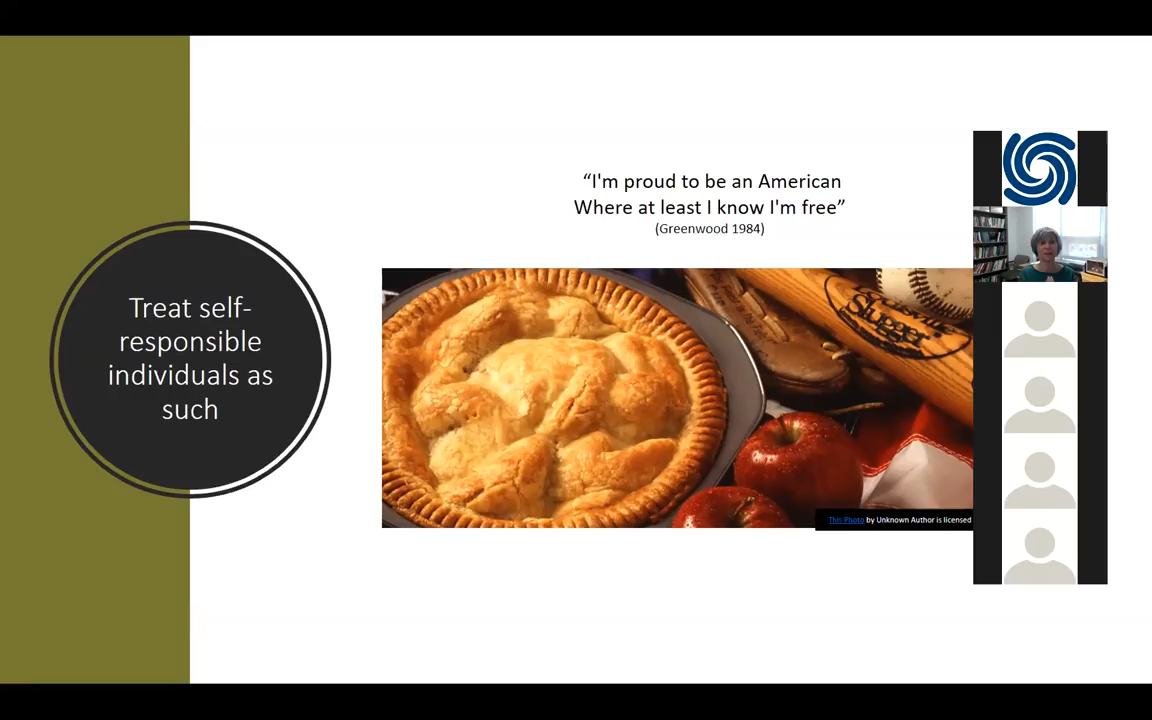 Treat self-
responsible
individuals as
such
“I'm proud to be an American
Where at least I know I'm free”
(Greenwood 1984)
Slugger
This Photo by Unknown Author is licensed